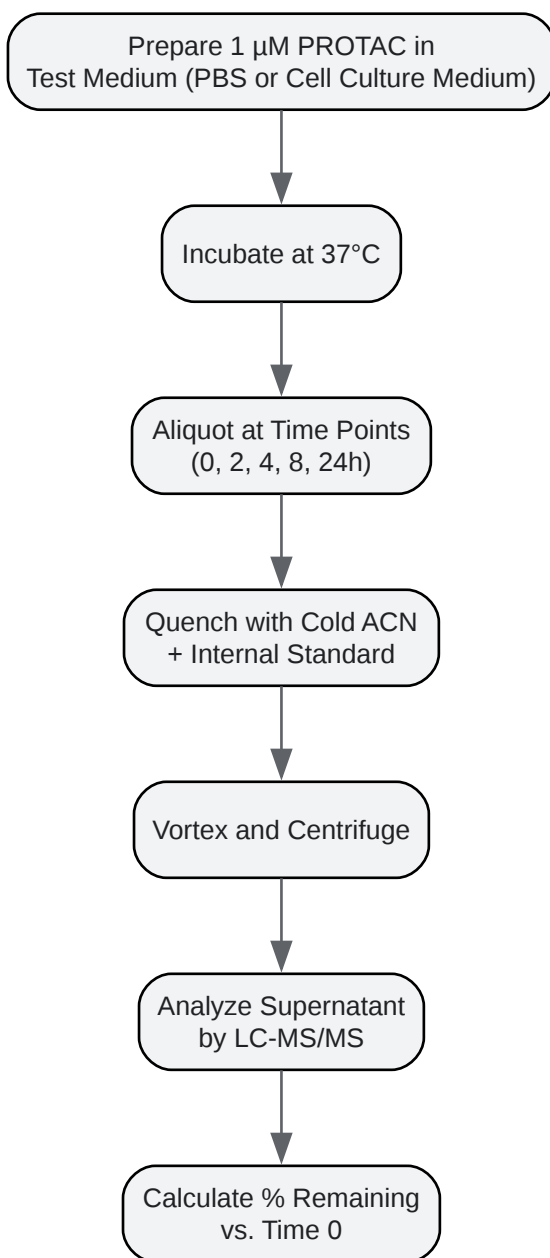 Prepare 1 µM PROTAC in
Test Medium (PBS or Cell Culture Medium)
Incubate at 37°C
Aliquot at Time Points
(0, 2, 4, 8, 24h)
Quench with Cold ACN
+ Internal Standard
Vortex and Centrifuge
Analyze Supernatant
by LC-MS/MS
Calculate % Remaining
vs. Time 0